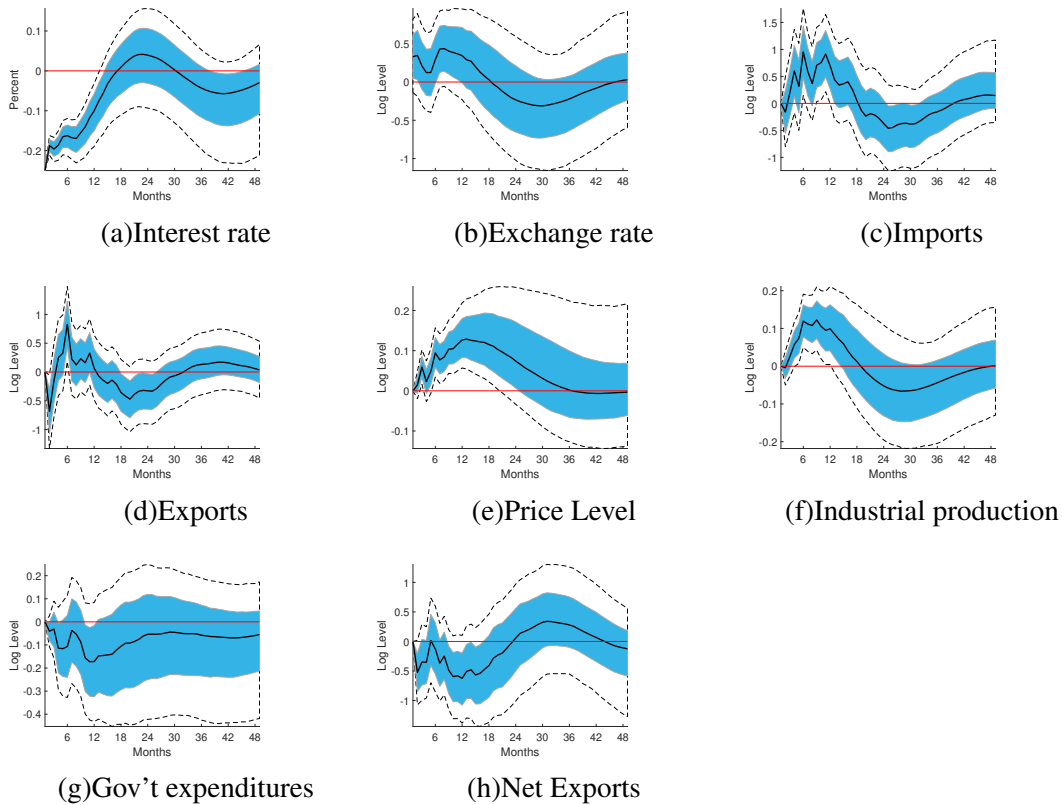 0.1
0
-0.1
-0.2
Percent
6 12 18 24 30 36 42 48
Months
(a)Interest rate
0.5
0
-0.5
-1
Log Level
6 12 18 24 30 36 42 48
Months
(b)Exchange rate
1.5
1
0.5
0
-0.5
-1
Log Level
6 12 18 24 30 36 42 48
Months
(c)Imports
1
0.5
0
-0.5
-1
Log Level
6 12 18 24 30 36 42 48
Months
(d)Exports
0.2
0.1
0
-0.1
Log Level
6 12 18 24 30 36 42 48
Months
(e)Price Level
0.2
0.1
0
-0.1
-0.2
Log Level
6 12 18 24 30 36 42 48
Months
(f)Industrial production
0.2
0.1
0
-0.1
-0.2
-0.3
-0.4
Log Level
6 12 18 24 30 36 42 48
Months
(g)Gov't expenditures
1
0.5
0
-0.5
-1
Log Level
6 12 18 24 30 36 42 48
Months
(h)Net Exports